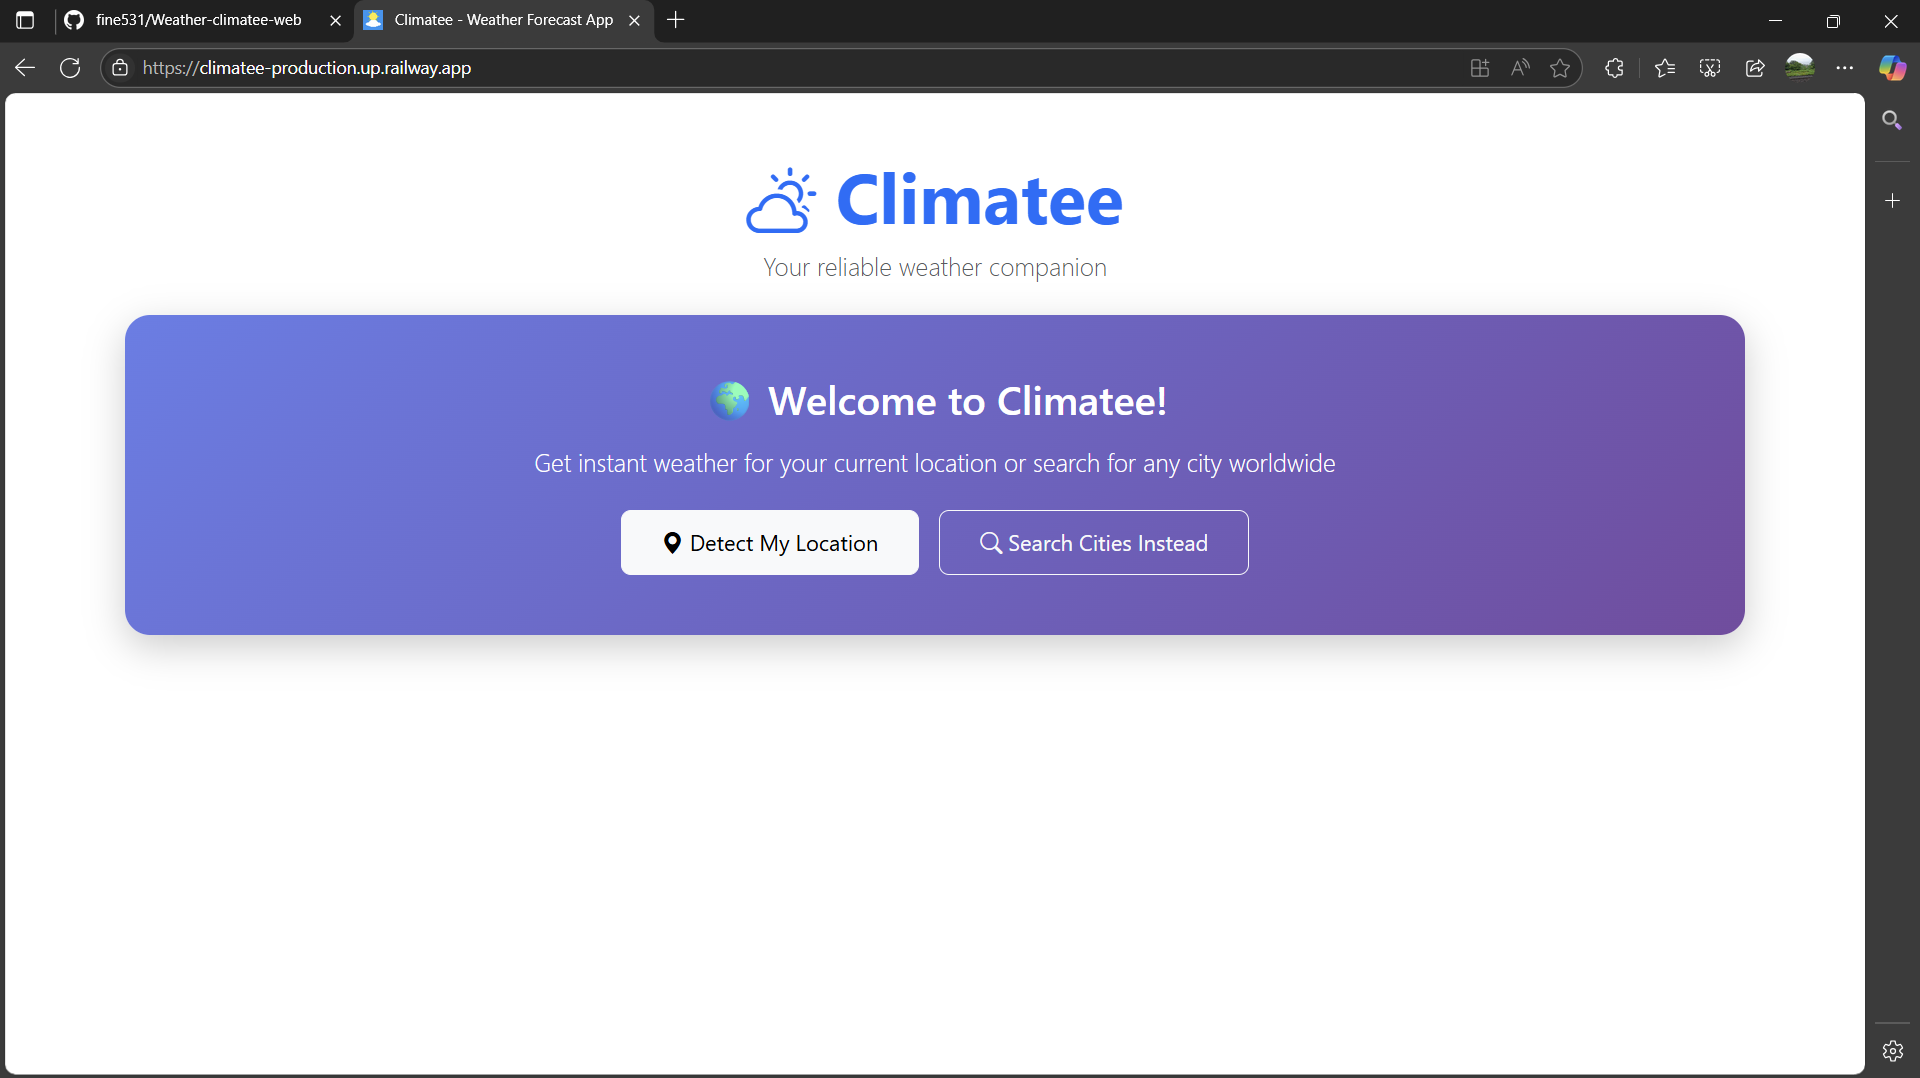 fine531/Weather-climatee-web
Climatee - Weather Forecast App
https://climatee-production.up.railway.app
Climatee
Your reliable weather companion
Welcome to Climatee!
Get instant weather for your current location or search for any city worldwide
Detect My Location
Search Cities Instead